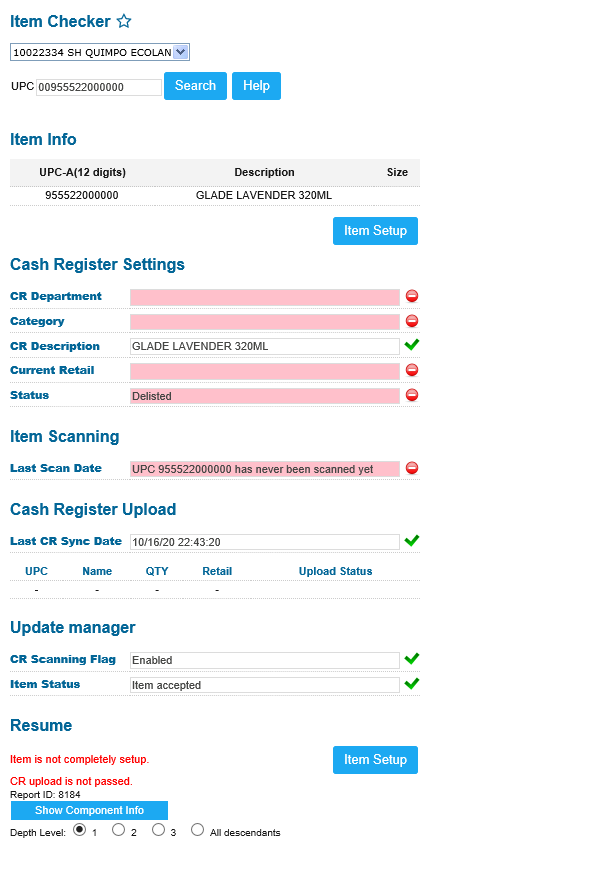 Item Checker
10022334 SH QUIMPO ECOLAN
UPC 00955522000000 Search Help
Item Info
UPC-A(12 digits) Description Size
955522000000 GLADE LAVENDER 320ML
Item Setup
Cash Register Settings
CR Department
Category
CR Description GLADE LAVENDER 320ML
Current Retail
Status Delisted
Item Scanning
Last Scan Date UPC 955522000000 has never been scanned yet
Cash Register Upload
Last CR Sync Date 10/16/20 22:43:20
UPC Name QTY Retail Upload Status
- - - -
Update manager
CR Scanning Flag Enabled
Item Status Item accepted
Resume
Item is not completely setup. Item Setup
CR upload is not passed.
Report ID: 8184
Show Component Info
Depth Level: 1 2 3 All descendants